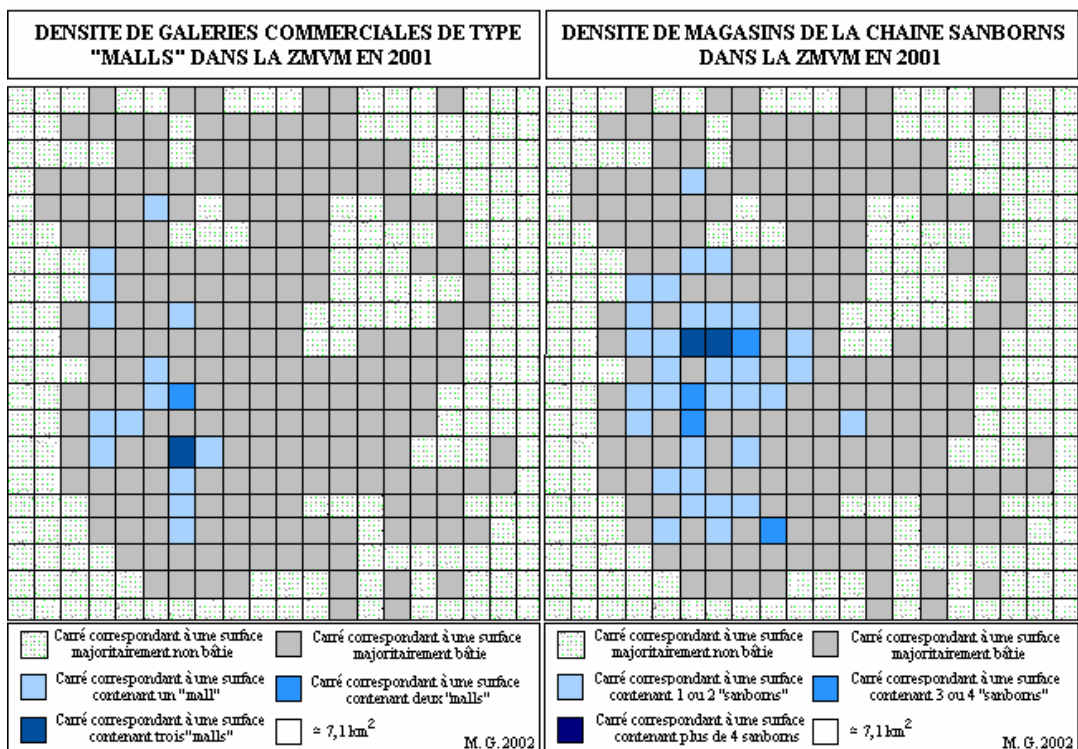 DENSITE DE GALERIES COMMERCIALES DE TYPE
"MALLS" DANS LA ZMVM EN 2001
DENSITE DE MAGASINS DE LA CHAINE SANBORNS
DANS LA ZMVM EN 2001
Carré correspondant à une surface
majoritairement non bâtie
Carré correspondant à une surface
majoritairement bâtie
Carré correspondant à une surface
contenant un "mall"
Carré correspondant à une surface
contenant deux "malls"
Carré correspondant à une surface
contenant trois "malls"
≃ 7,1 km²
M. G. 2002
Carré correspondant à une surface
majoritairement non bâtie
Carré correspondant à une surface
majoritairement bâtie
Carré correspondant à une surface
contenant 1 ou 2 "sanborns"
Carré correspondant à une surface
contenant 3 ou 4 "sanborns"
Carré correspondant à une surface
contenant plus de 4 sanborns
≃ 7,1 km²
M. G. 2002